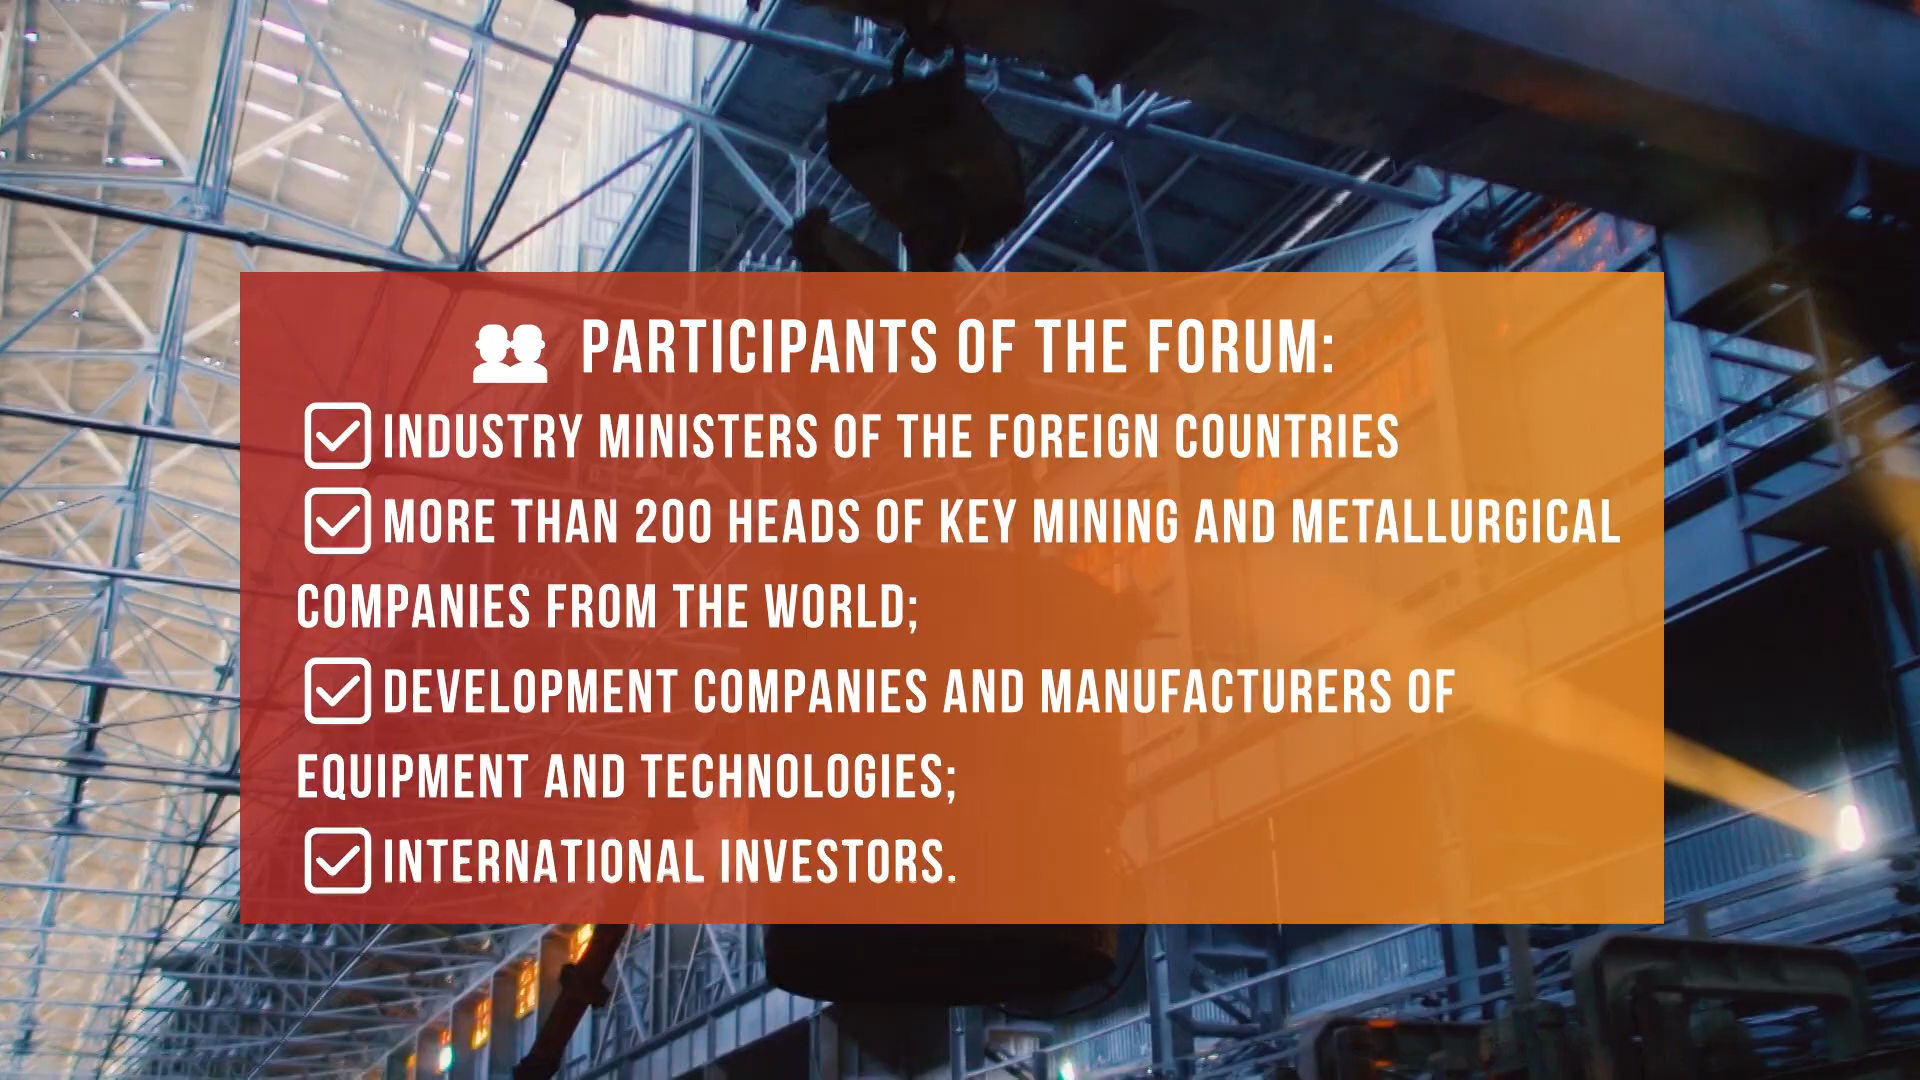 PARTICIPANTS OF THE FORUM:
INDUSTRY MINISTERS OF THE FOREIGN COUNTRIES
MORE THAN 200 HEADS OF KEY MINING AND METALLURGICAL
COMPANIES FROM THE WORLD;
DEVELOPMENT COMPANIES AND MANUFACTURERS OF
EQUIPMENT AND TECHNOLOGIES;
INTERNATIONAL INVESTORS.